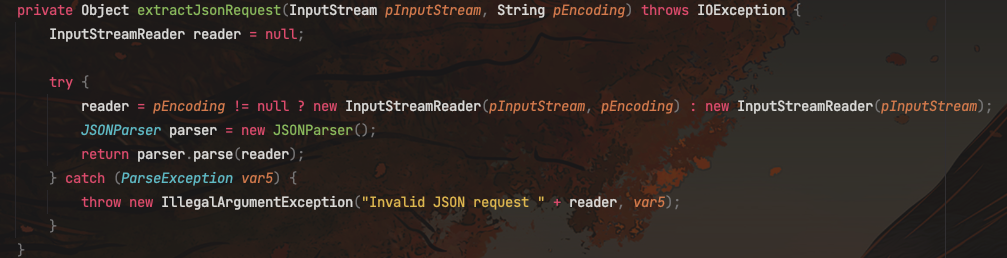 private Object extractJsonRequest(InputStream pInputStream, String pEncoding) throws IOException {
    InputStreamReader reader = null;

    try {
        reader = pEncoding != null ? new InputStreamReader(pInputStream, pEncoding) : new InputStreamReader(pInputStream);
        JSONParser parser = new JSONParser();
        return parser.parse(reader);
    } catch (ParseException var5) {
        throw new IllegalArgumentException("Invalid JSON request " + reader, var5);
    }
}